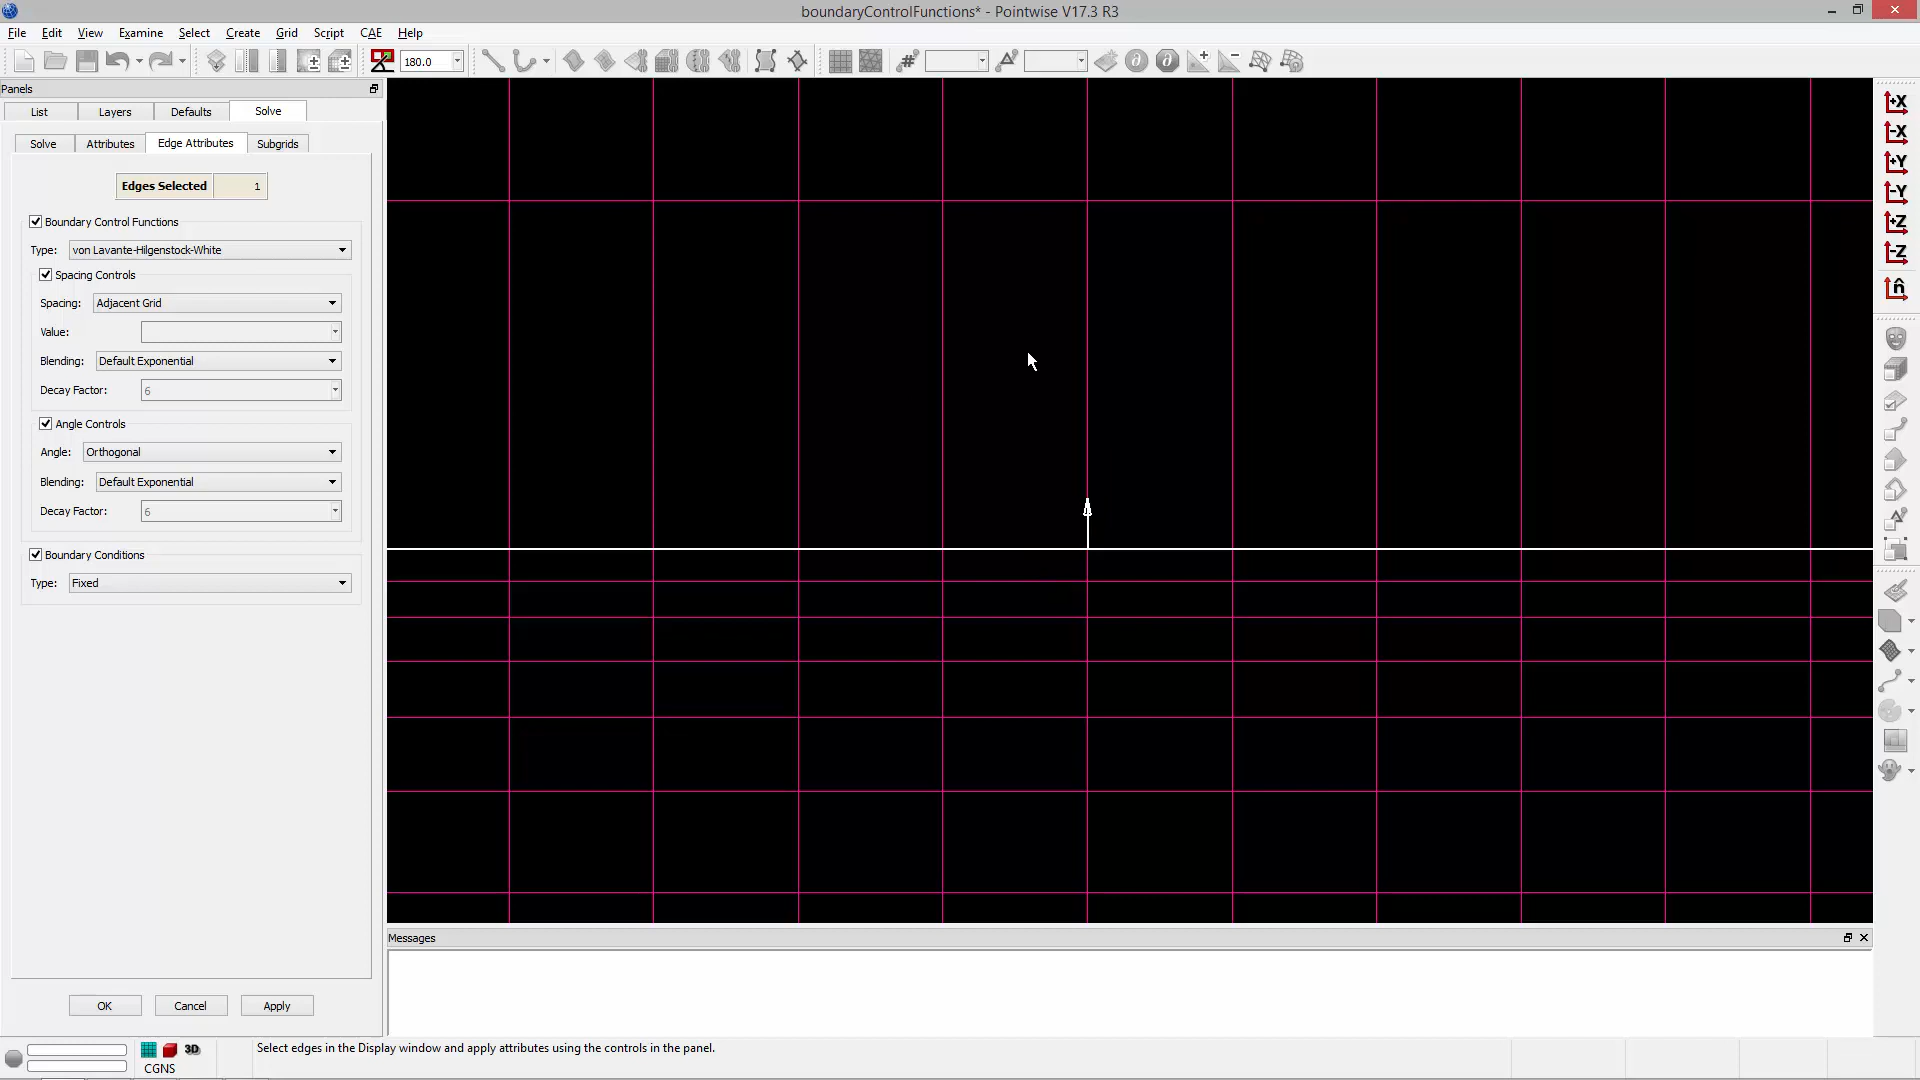 boundaryControlFunctions* - Pointwise V17.3 R3
File Edit View Examine Select Create Grid Script CAE Help
180.0
Panels
List Layers Defaults Solve
Solve Attributes Edge Attributes Subgrids
Edges Selected 1
Boundary Control Functions
Type: von Lavante-Hilgenstock-White
Spacing Controls
Spacing: Adjacent Grid
Value:
Blending: Default Exponential
Decay Factor: 6
Angle Controls
Angle: Orthogonal
Blending: Default Exponential
Decay Factor: 6
Boundary Conditions
Type: Fixed
OK Cancel Apply
+X
-X
+Y
-Y
+Z
-Z
n̂
Messages
3D
CGNS
Select edges in the Display window and apply attributes using the controls in the panel.